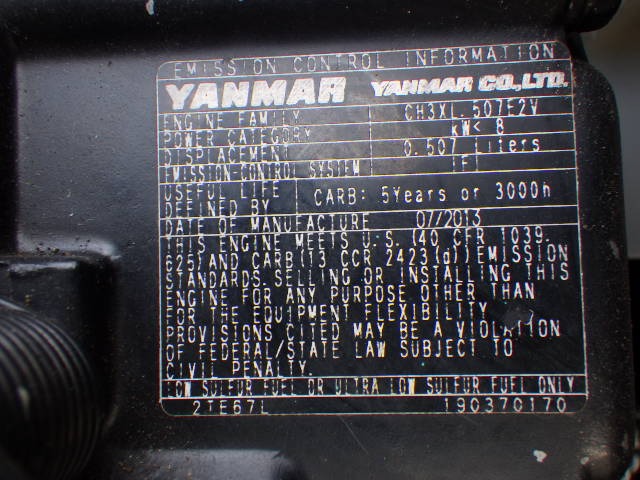 EMISSION CONTROL INFORMATION
YANMAR YANMAR CO.,LTD.
ENGINE FAMILY CH3XL.507E2V
POWER CATEGORY kW< 8
DISPLACEMENT 0.507 Liters
EMISSION-CONTROL SYSTEM IFI
USEFUL LIFE
DEFINED BY CARB: 5Years or 3000h
DATE OF MANUFACTURE 07/2013
THIS ENGINE MEETS U.S. (40 CFR 1039.
625)AND CARB(13 CCR 2423(d))EMISSION
STANDARDS.SELLING OR INSTALLING THIS
ENGINE FOR ANY PURPOSE OTHER THAN
FOR THE EQUIPMENT FLEXIBILITY
PROVISIONS CITED MAY BE A VIOLATION
OF FEDERAL/STATE LAW SUBJECT TO
CIVIL PENALTY.
LOW SULFUR FUEL OR ULTRA LOW SULFUR FUEL ONLY
2TE67L 190370170